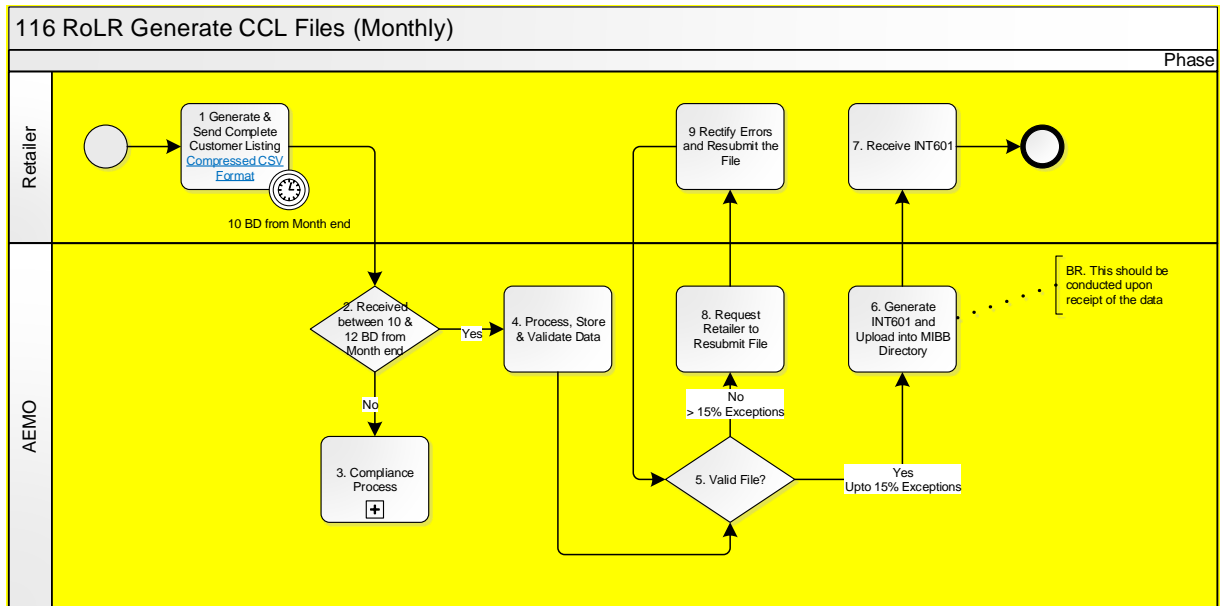 116 RoLR Generate CCL Files (Monthly)
Phase
Retailer
1 Generate &
Send Complete
Customer Listing
Compressed CSV
Format
10 BD from Month end
9 Rectify Errors
and Resubmit the
File
7. Receive INT601
AEMO
2. Received
between 10 &
12 BD from
Month end
Yes
No
3. Compliance
Process
4. Process, Store
& Validate Data
8. Request
Retailer to
Resubmit File
No
> 15% Exceptions
5. Valid File?
Yes
Upto 15% Exceptions
6. Generate
INT601 and
Upload into MIBB
Directory
BR. This should be
conducted upon
receipt of the data